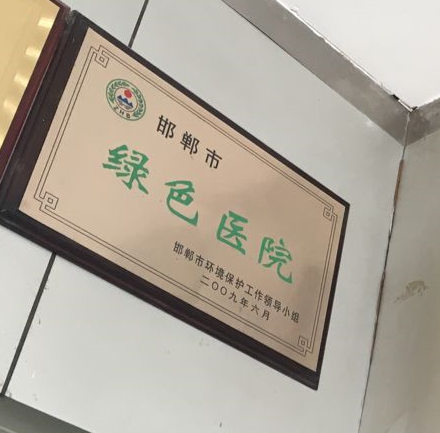 ZHB
邯郸市
绿色医院
邯郸市环境保护工作领导小组
二〇〇九年六月